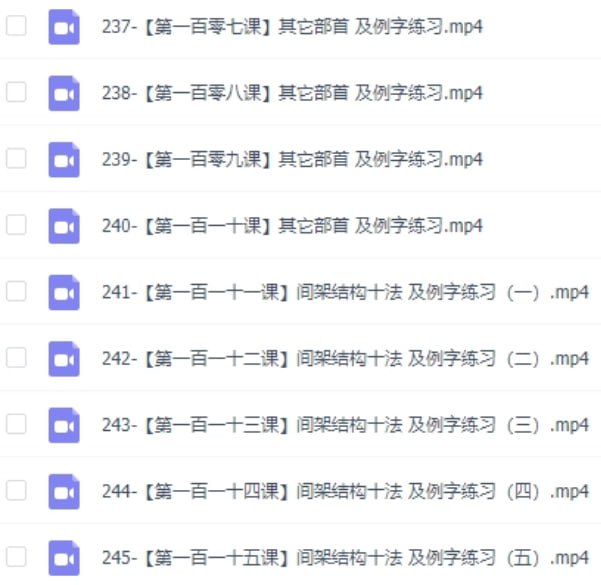 237-【第一百零七课】其它部首 及例字练习.mp4
238-【第一百零八课】其它部首 及例字练习.mp4
239-【第一百零九课】其它部首 及例字练习.mp4
240-【第一百一十课】其它部首 及例字练习.mp4
241-【第一百一十一课】间架结构十法 及例字练习（一）.mp4
242-【第一百一十二课】间架结构十法 及例字练习（二）.mp4
243-【第一百一十三课】间架结构十法 及例字练习（三）.mp4
244-【第一百一十四课】间架结构十法 及例字练习（四）.mp4
245-【第一百一十五课】间架结构十法 及例字练习（五）.mp4